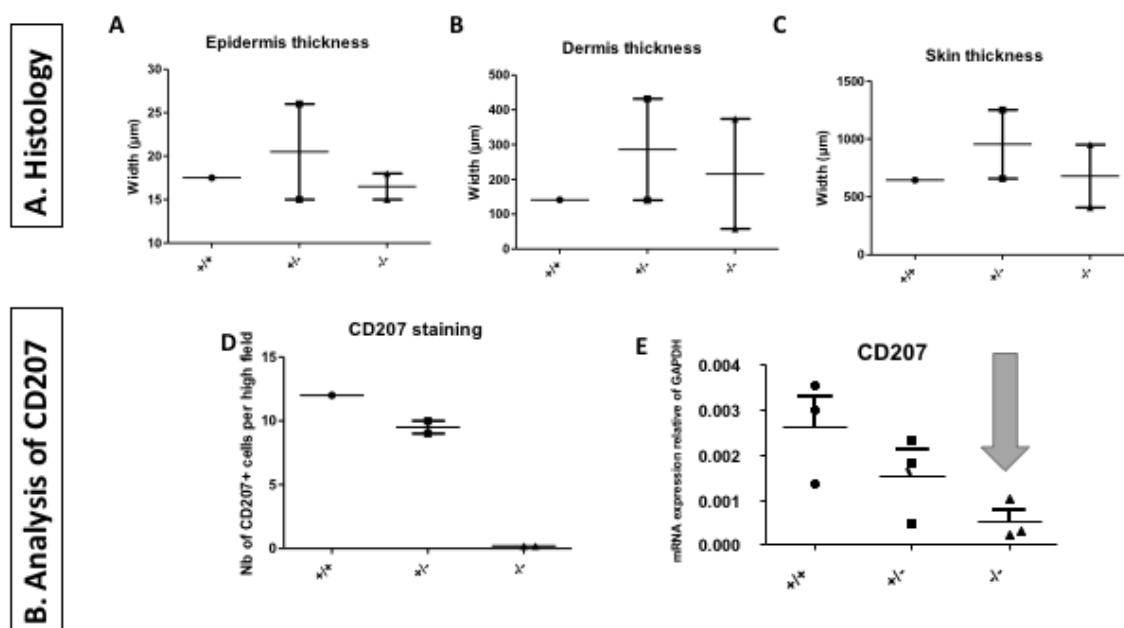 A. Histology
A
Epidermis thickness
Width (µm)
30
25
20
15
10
+/+
+/-
-/-
B
Dermis thickness
Width (µm)
500
400
300
200
100
0
+/+
+/-
-/-
C
Skin thickness
Width (µm)
1500
1000
500
0
+/+
+/-
-/-
B. Analysis of CD207
D
CD207 staining
Nb of CD207+ cells per high field
15
10
5
0
+/+
+/-
-/-
E
CD207
mRNA expression relative of GAPDH
0.004
0.003
0.002
0.001
0.000
+/+
+/-
-/-